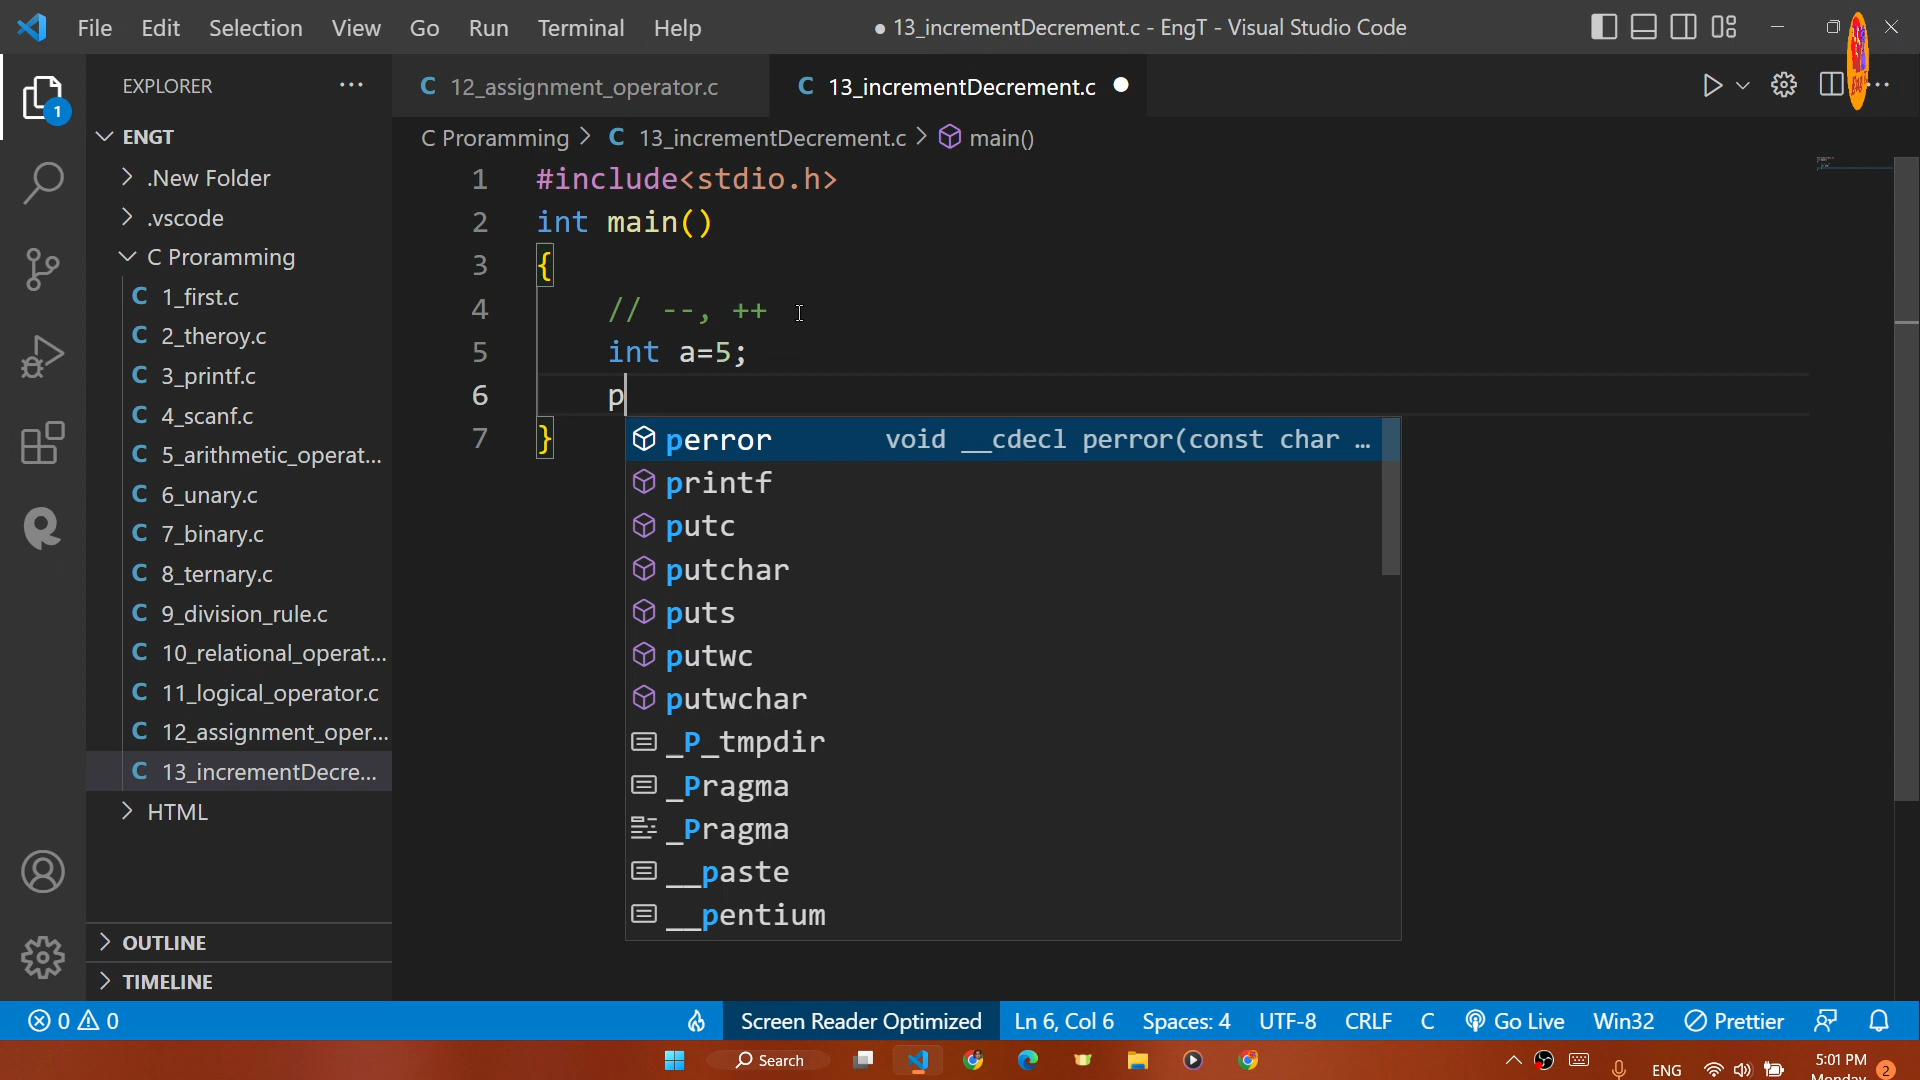 File Edit Selection View Go Run Terminal Help ● 13_incrementDecrement.c - EngT - Visual Studio Code
EXPLORER ···
1
ENGT
.New Folder
.vscode
C Proramming
C 1_first.c
C 2_theroy.c
C 3_printf.c
C 4_scanf.c
C 5_arithmetic_operat...
C 6_unary.c
C 7_binary.c
C 8_ternary.c
C 9_division_rule.c
C 10_relational_operat...
C 11_logical_operator.c
C 12_assignment_oper...
C 13_incrementDecre...
HTML
OUTLINE
TIMELINE
C 12_assignment_operator.c C 13_incrementDecrement.c ●
C Proramming > C 13_incrementDecrement.c > main()
1 #include<stdio.h>
2 int main()
3 {
4 // --, ++
5 int a=5;
6 p
7 }
perror void __cdecl perror(const char …
printf
putc
putchar
puts
putwc
putwchar
_P_tmpdir
_Pragma
_Pragma
__paste
__pentium
0 0 Screen Reader Optimized Ln 6, Col 6 Spaces: 4 UTF-8 CRLF C Go Live Win32 Prettier
Search ENG 5:01 PM
Monday 2